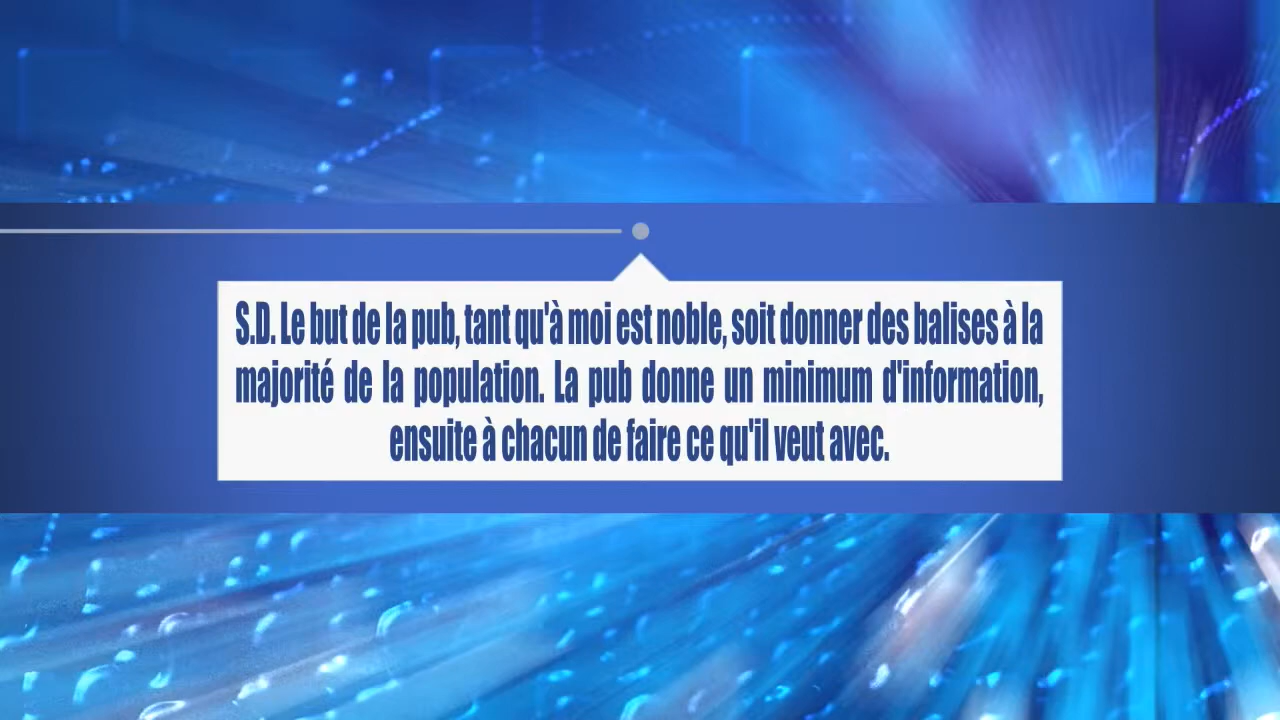 S.D. Le but de la pub, tant qu'à moi est noble, soit donner des balises à la
majorité de la population. La pub donne un minimum d'information,
ensuite à chacun de faire ce qu'il veut avec.